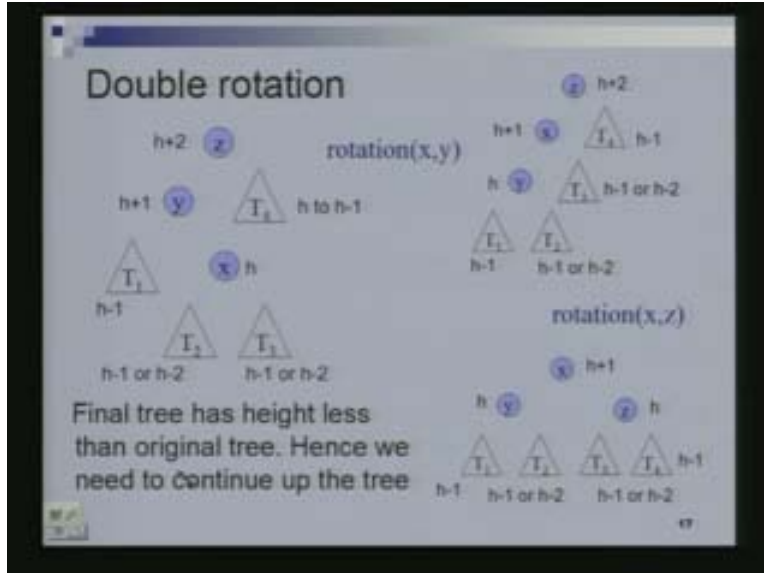 Double rotation
h+2 z
rotation(x,y)
h+1 y
T4 h to h-1
T1
x h
h-1
T2 T3
h-1 or h-2 h-1 or h-2
Final tree has height less
than original tree. Hence we
need to continue up the tree
z h+2
h+1 x T4 h-1
h y T3 h-1 or h-2
T1 T2
h-1 h-1 or h-2
rotation(x,z)
x h+1
h y z h
T1 T2 T3 T4 h-1
h-1 h-1 or h-2 h-1 or h-2
17